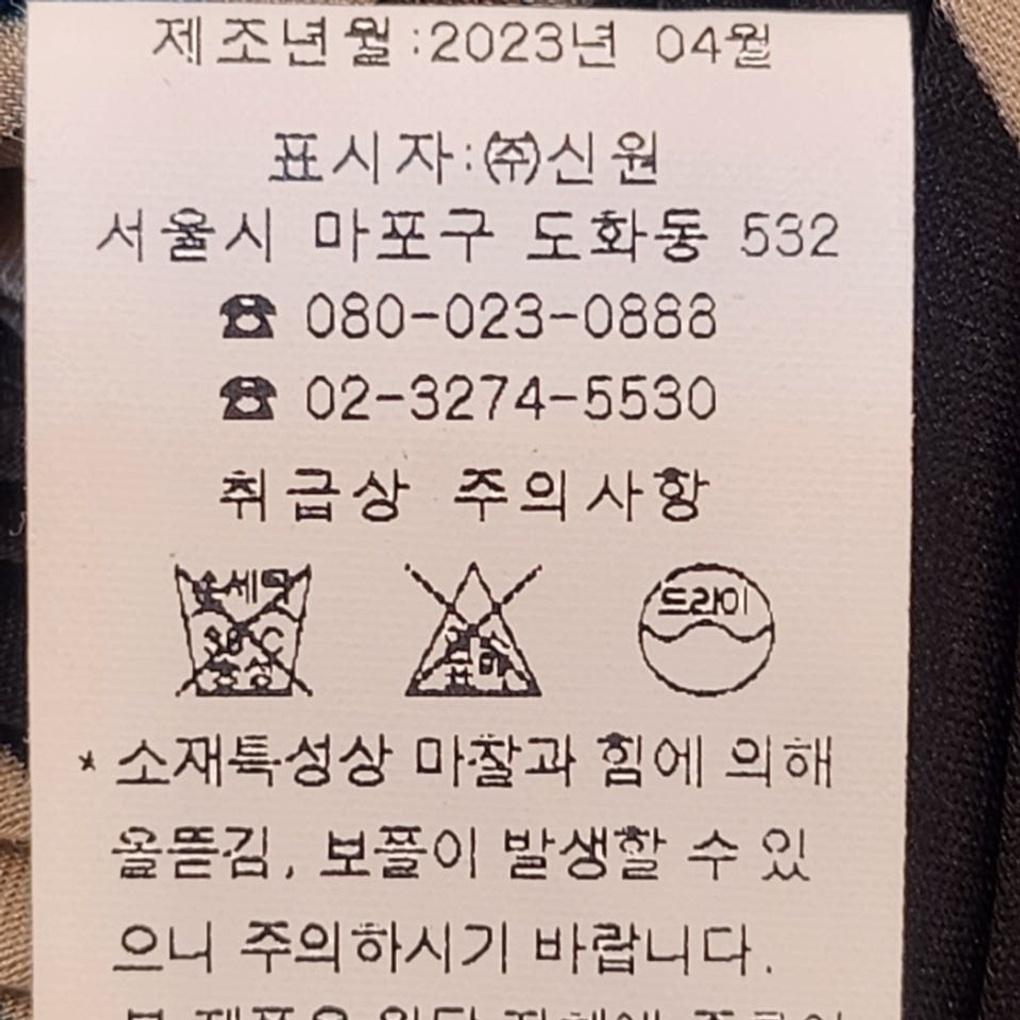 제조년월:2023년 04월
표시자:㈜신원
서울시 마포구 도화동 532
☎ 080-023-0888
☎ 02-3274-5530
취급상 주의사항
드라이
* 소재특성상 마찰과 힘에 의해
올뜯김, 보풀이 발생할 수 있
으니 주의하시기 바랍니다.